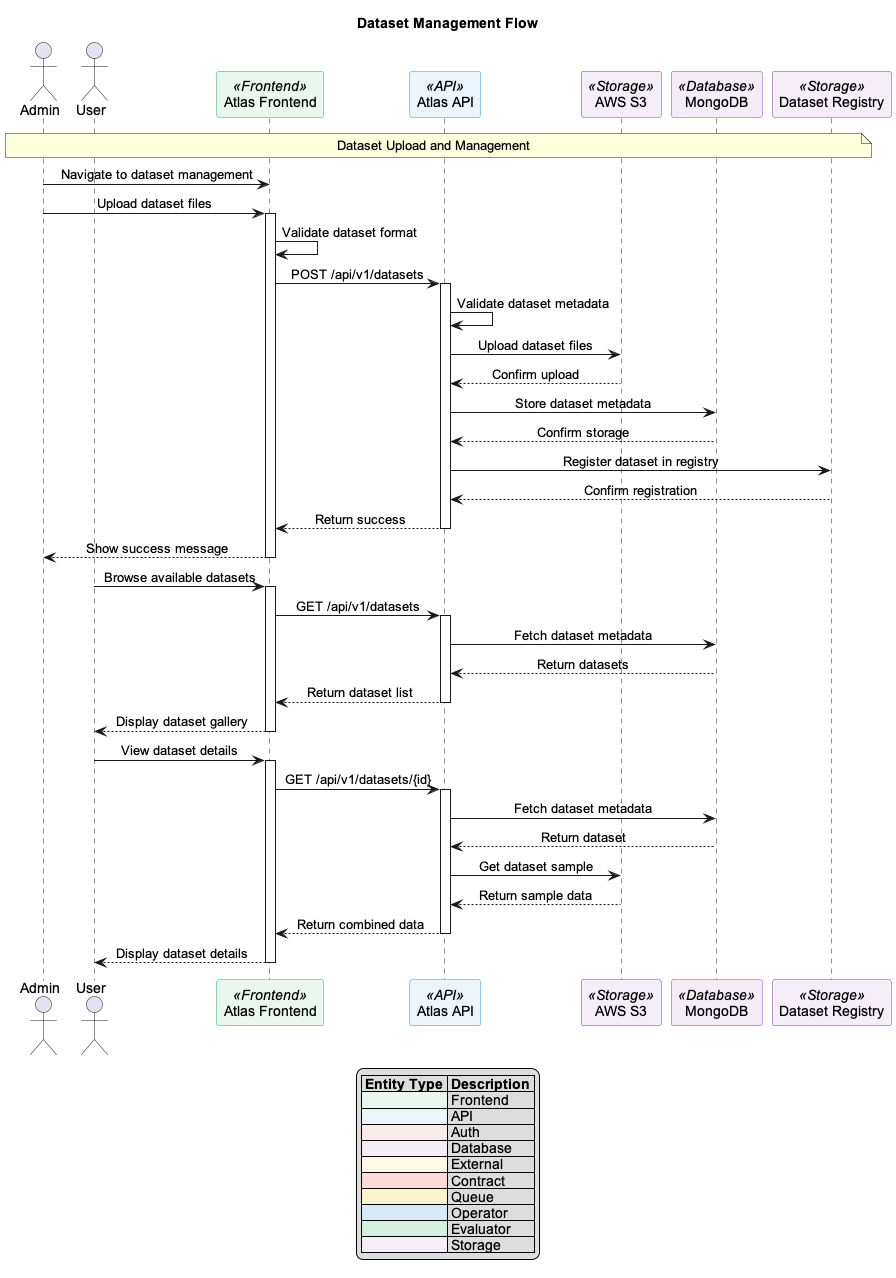 Dataset Management Flow
Admin
User
«Frontend»
Atlas Frontend
«API»
Atlas API
«Storage»
AWS S3
«Database»
MongoDB
«Storage»
Dataset Registry
Dataset Upload and Management
Navigate to dataset management
Upload dataset files
Validate dataset format
POST /api/v1/datasets
Validate dataset metadata
Upload dataset files
Confirm upload
Store dataset metadata
Confirm storage
Register dataset in registry
Confirm registration
Return success
Show success message
Browse available datasets
GET /api/v1/datasets
Fetch dataset metadata
Return datasets
Return dataset list
Display dataset gallery
View dataset details
GET /api/v1/datasets/{id}
Fetch dataset metadata
Return dataset
Get dataset sample
Return sample data
Return combined data
Display dataset details
Admin
User
«Frontend»
Atlas Frontend
«API»
Atlas API
«Storage»
AWS S3
«Database»
MongoDB
«Storage»
Dataset Registry
Entity Type Description
Frontend
API
Auth
Database
External
Contract
Queue
Operator
Evaluator
Storage